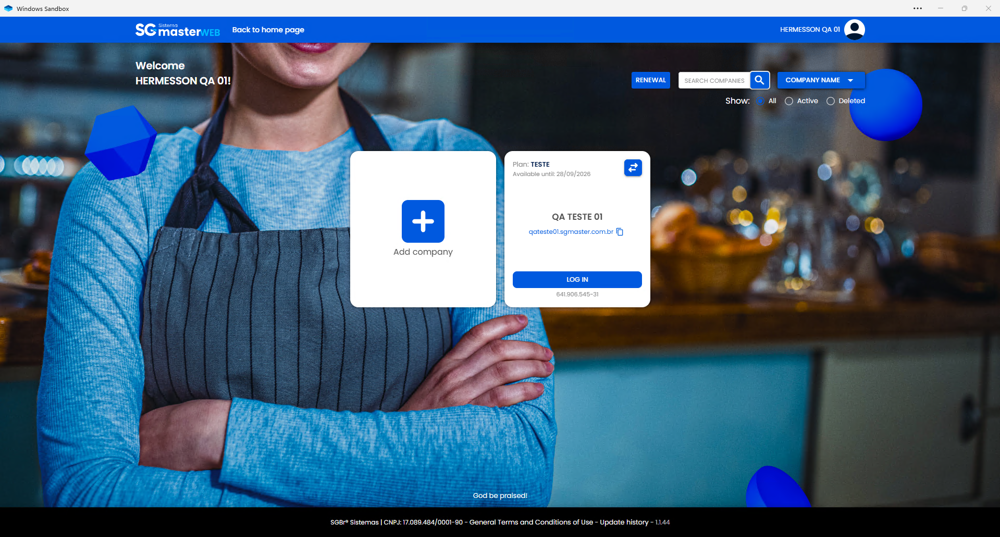 Windows Sandbox
Sistema
SG masterWEB
Back to home page
HERMESSON QA 01
Welcome
HERMESSON QA 01!
RENEWAL
SEARCH COMPANIES
COMPANY NAME
Show: All Active Deleted
Add company
Plan: TESTE
Available until: 28/09/2026
QA TESTE 01
qateste01.sgmaster.com.br
LOG IN
641.906.545-31
God be praised!
SGBr® Sistemas | CNPJ: 17.089.484/0001-90 - General Terms and Conditions of Use - Update history - 1.1.44